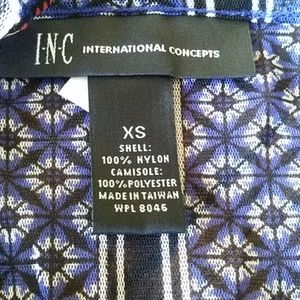 I·N·C INTERNATIONAL CONCEPTS
XS
SHELL:
100% NYLON
CAMISOLE:
100%POLYESTER
MADE IN TAIWAN
WPL 8046